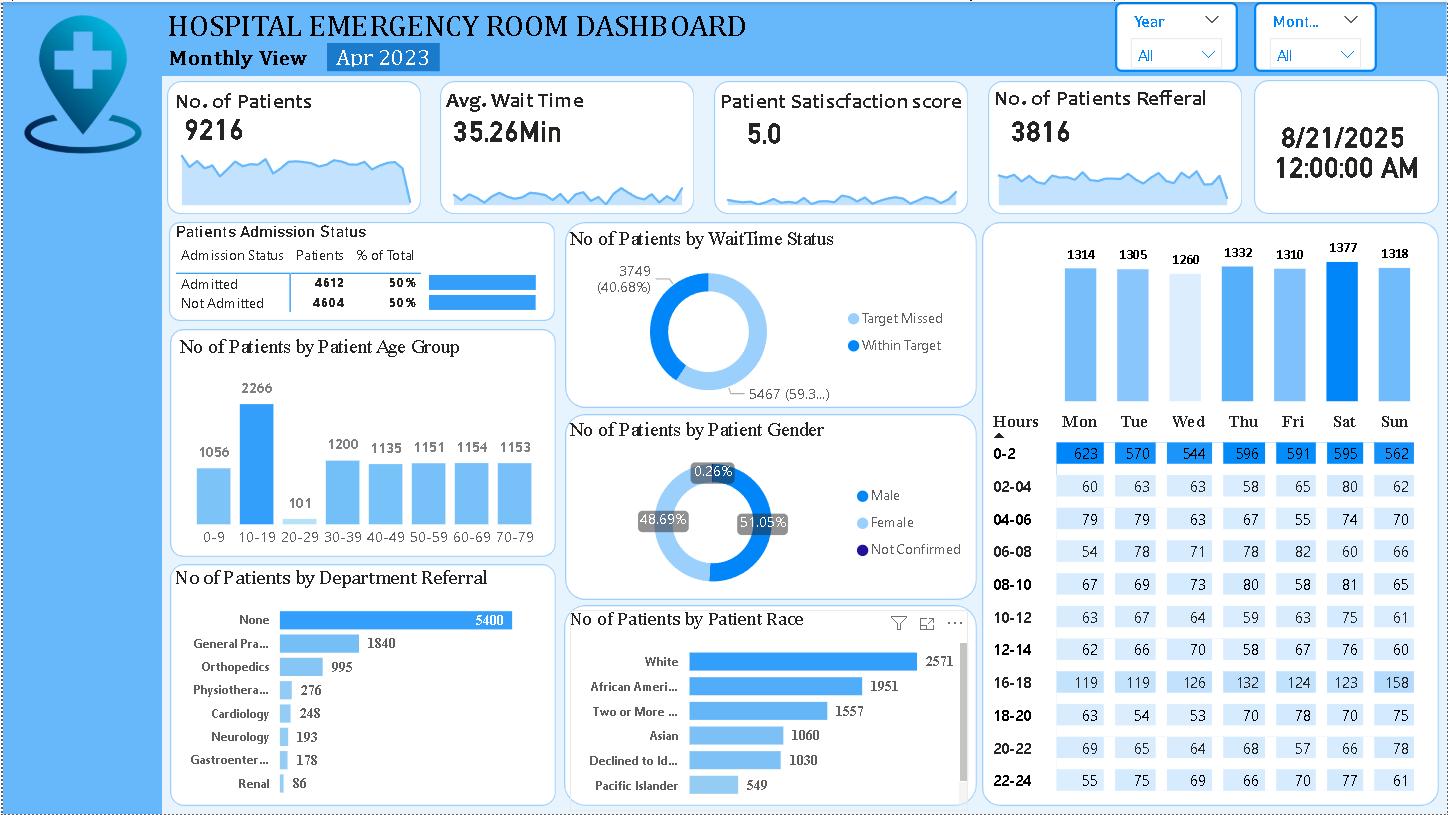 HOSPITAL EMERGENCY ROOM DASHBOARD
Monthly View Apr 2023
Year
All
Mont...
All
No. of Patients
9216
Avg. Wait Time
35.26Min
Patient Satiscfaction score
5.0
No. of Patients Refferal
3816
8/21/2025
12:00:00 AM
Patients Admission Status
Admission Status Patients % of Total
Admitted 4612 50%
Not Admitted 4604 50%
No of Patients by Patient Age Group
1056 2266 101 1200 1135 1151 1154 1153
0-9 10-19 20-29 30-39 40-49 50-59 60-69 70-79
No of Patients by Department Referral
None 5400
General Pra... 1840
Orthopedics 995
Physiothera... 276
Cardiology 248
Neurology 193
Gastroenter... 178
Renal 86
No of Patients by WaitTime Status
3749
(40.68%)
Target Missed
Within Target
5467 (59.3...)
No of Patients by Patient Gender
0.26%
48.69%
51.05%
Male
Female
Not Confirmed
No of Patients by Patient Race
White 2571
African Ameri... 1951
Two or More ... 1557
Asian 1060
Declined to Id... 1030
Pacific Islander 549
1314 1305 1260 1332 1310 1377 1318
Hours Mon Tue Wed Thu Fri Sat Sun
0-2 623 570 544 596 591 595 562
02-04 60 63 63 58 65 80 62
04-06 79 79 63 67 55 74 70
06-08 54 78 71 78 82 60 66
08-10 67 69 73 80 58 81 65
10-12 63 67 64 59 63 75 61
12-14 62 66 70 58 67 76 60
16-18 119 119 126 132 124 123 158
18-20 63 54 53 70 78 70 75
20-22 69 65 64 68 57 66 78
22-24 55 75 69 66 70 77 61